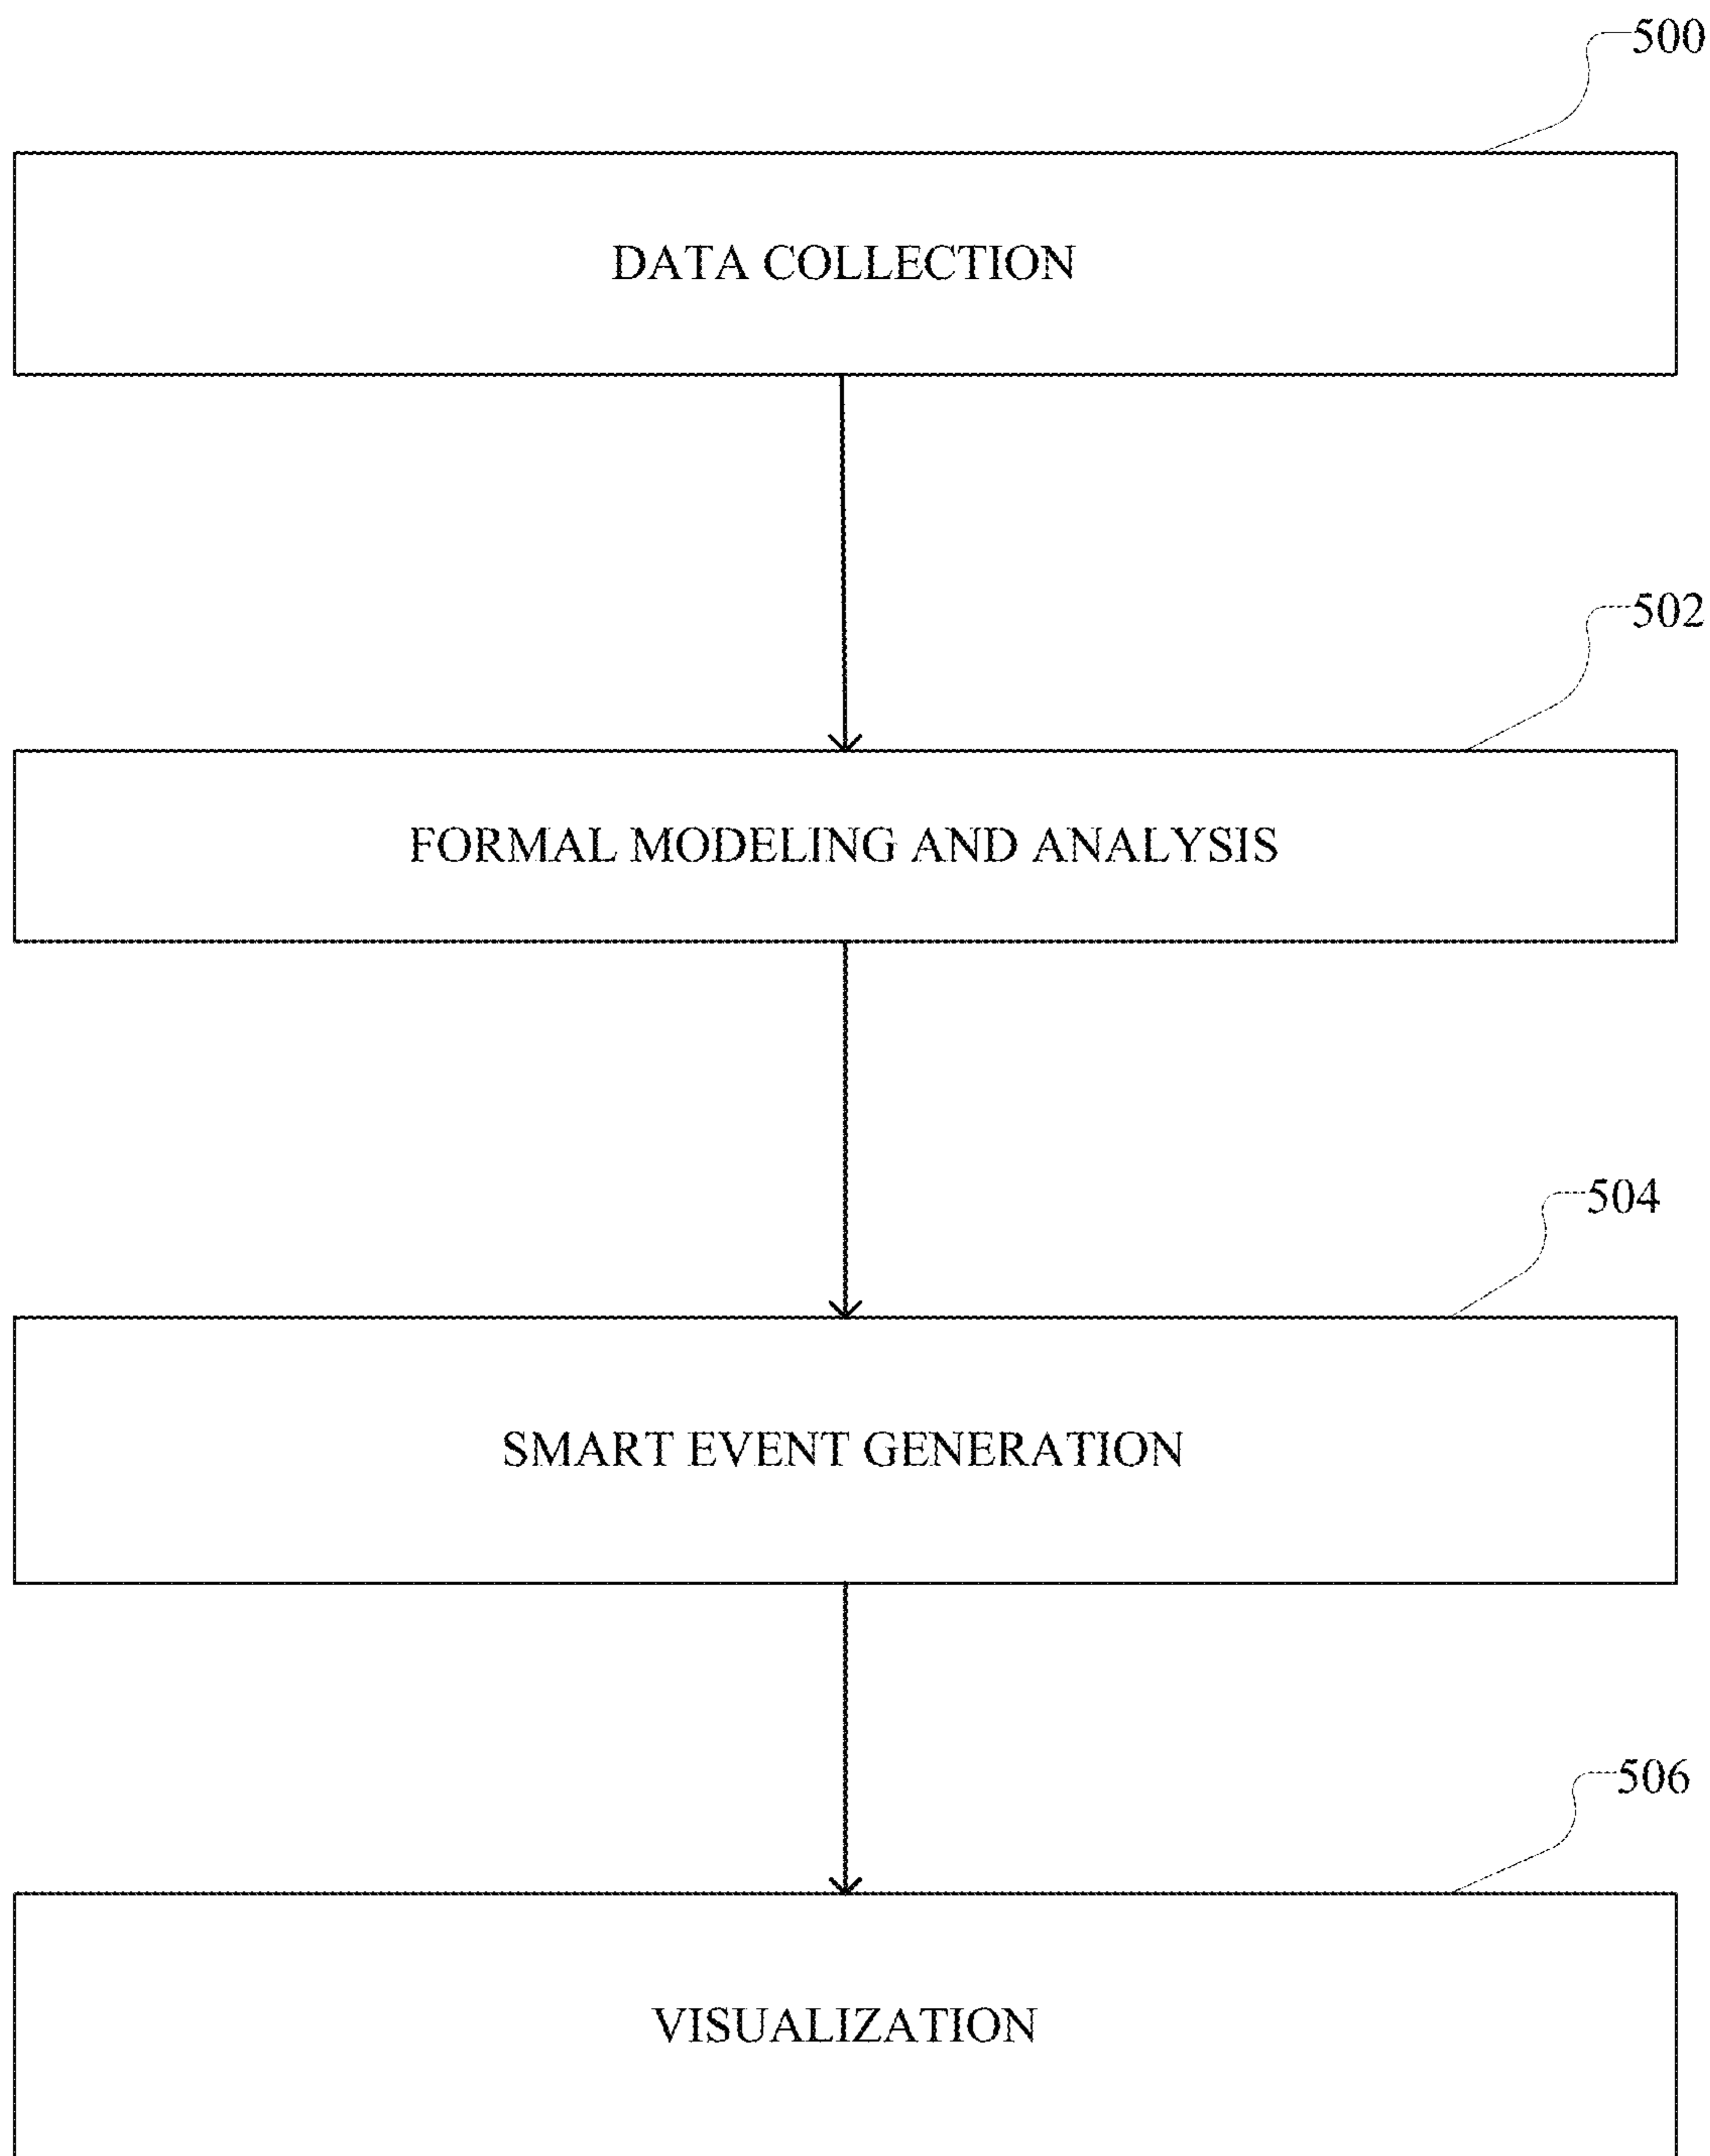 500
DATA COLLECTION
502
FORMAL MODELING AND ANALYSIS
504
SMART EVENT GENERATION
506
VISUALIZATION